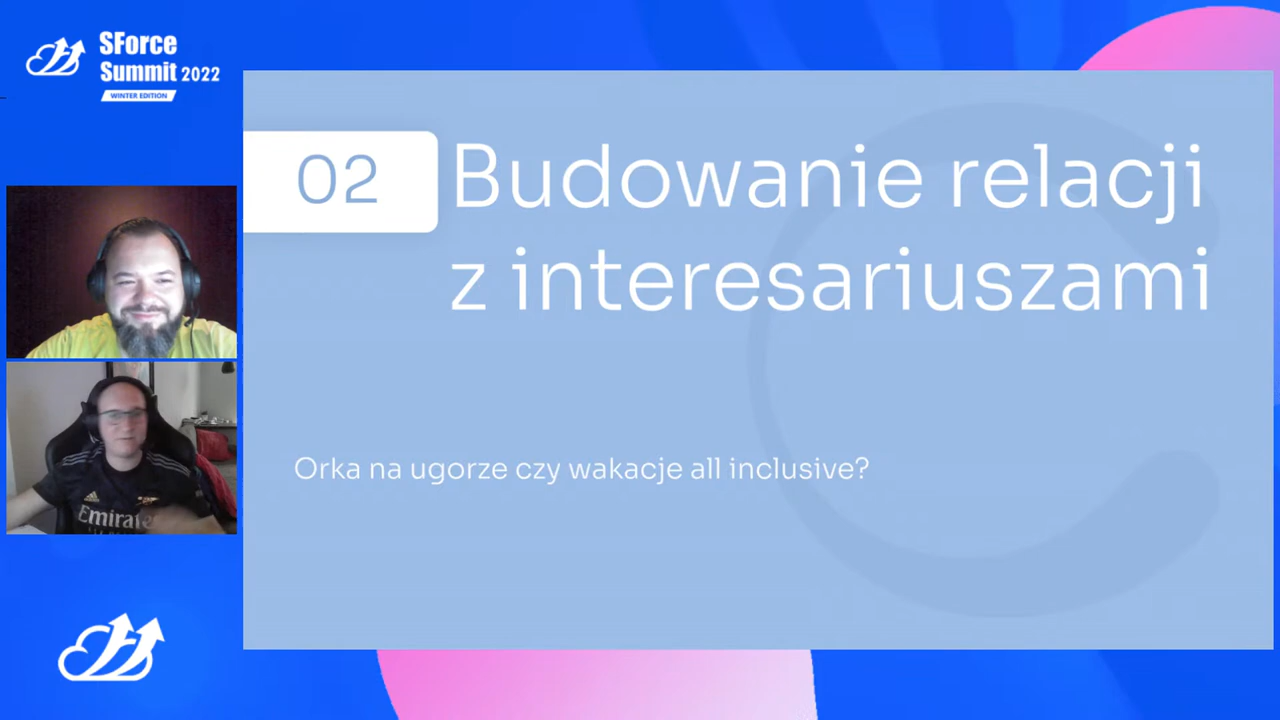 SForce
Summit 2022
WINTER EDITION
02
Budowanie relacji
z interesariuszami
Orka na ugorze czy wakacje all inclusive?
Emirates